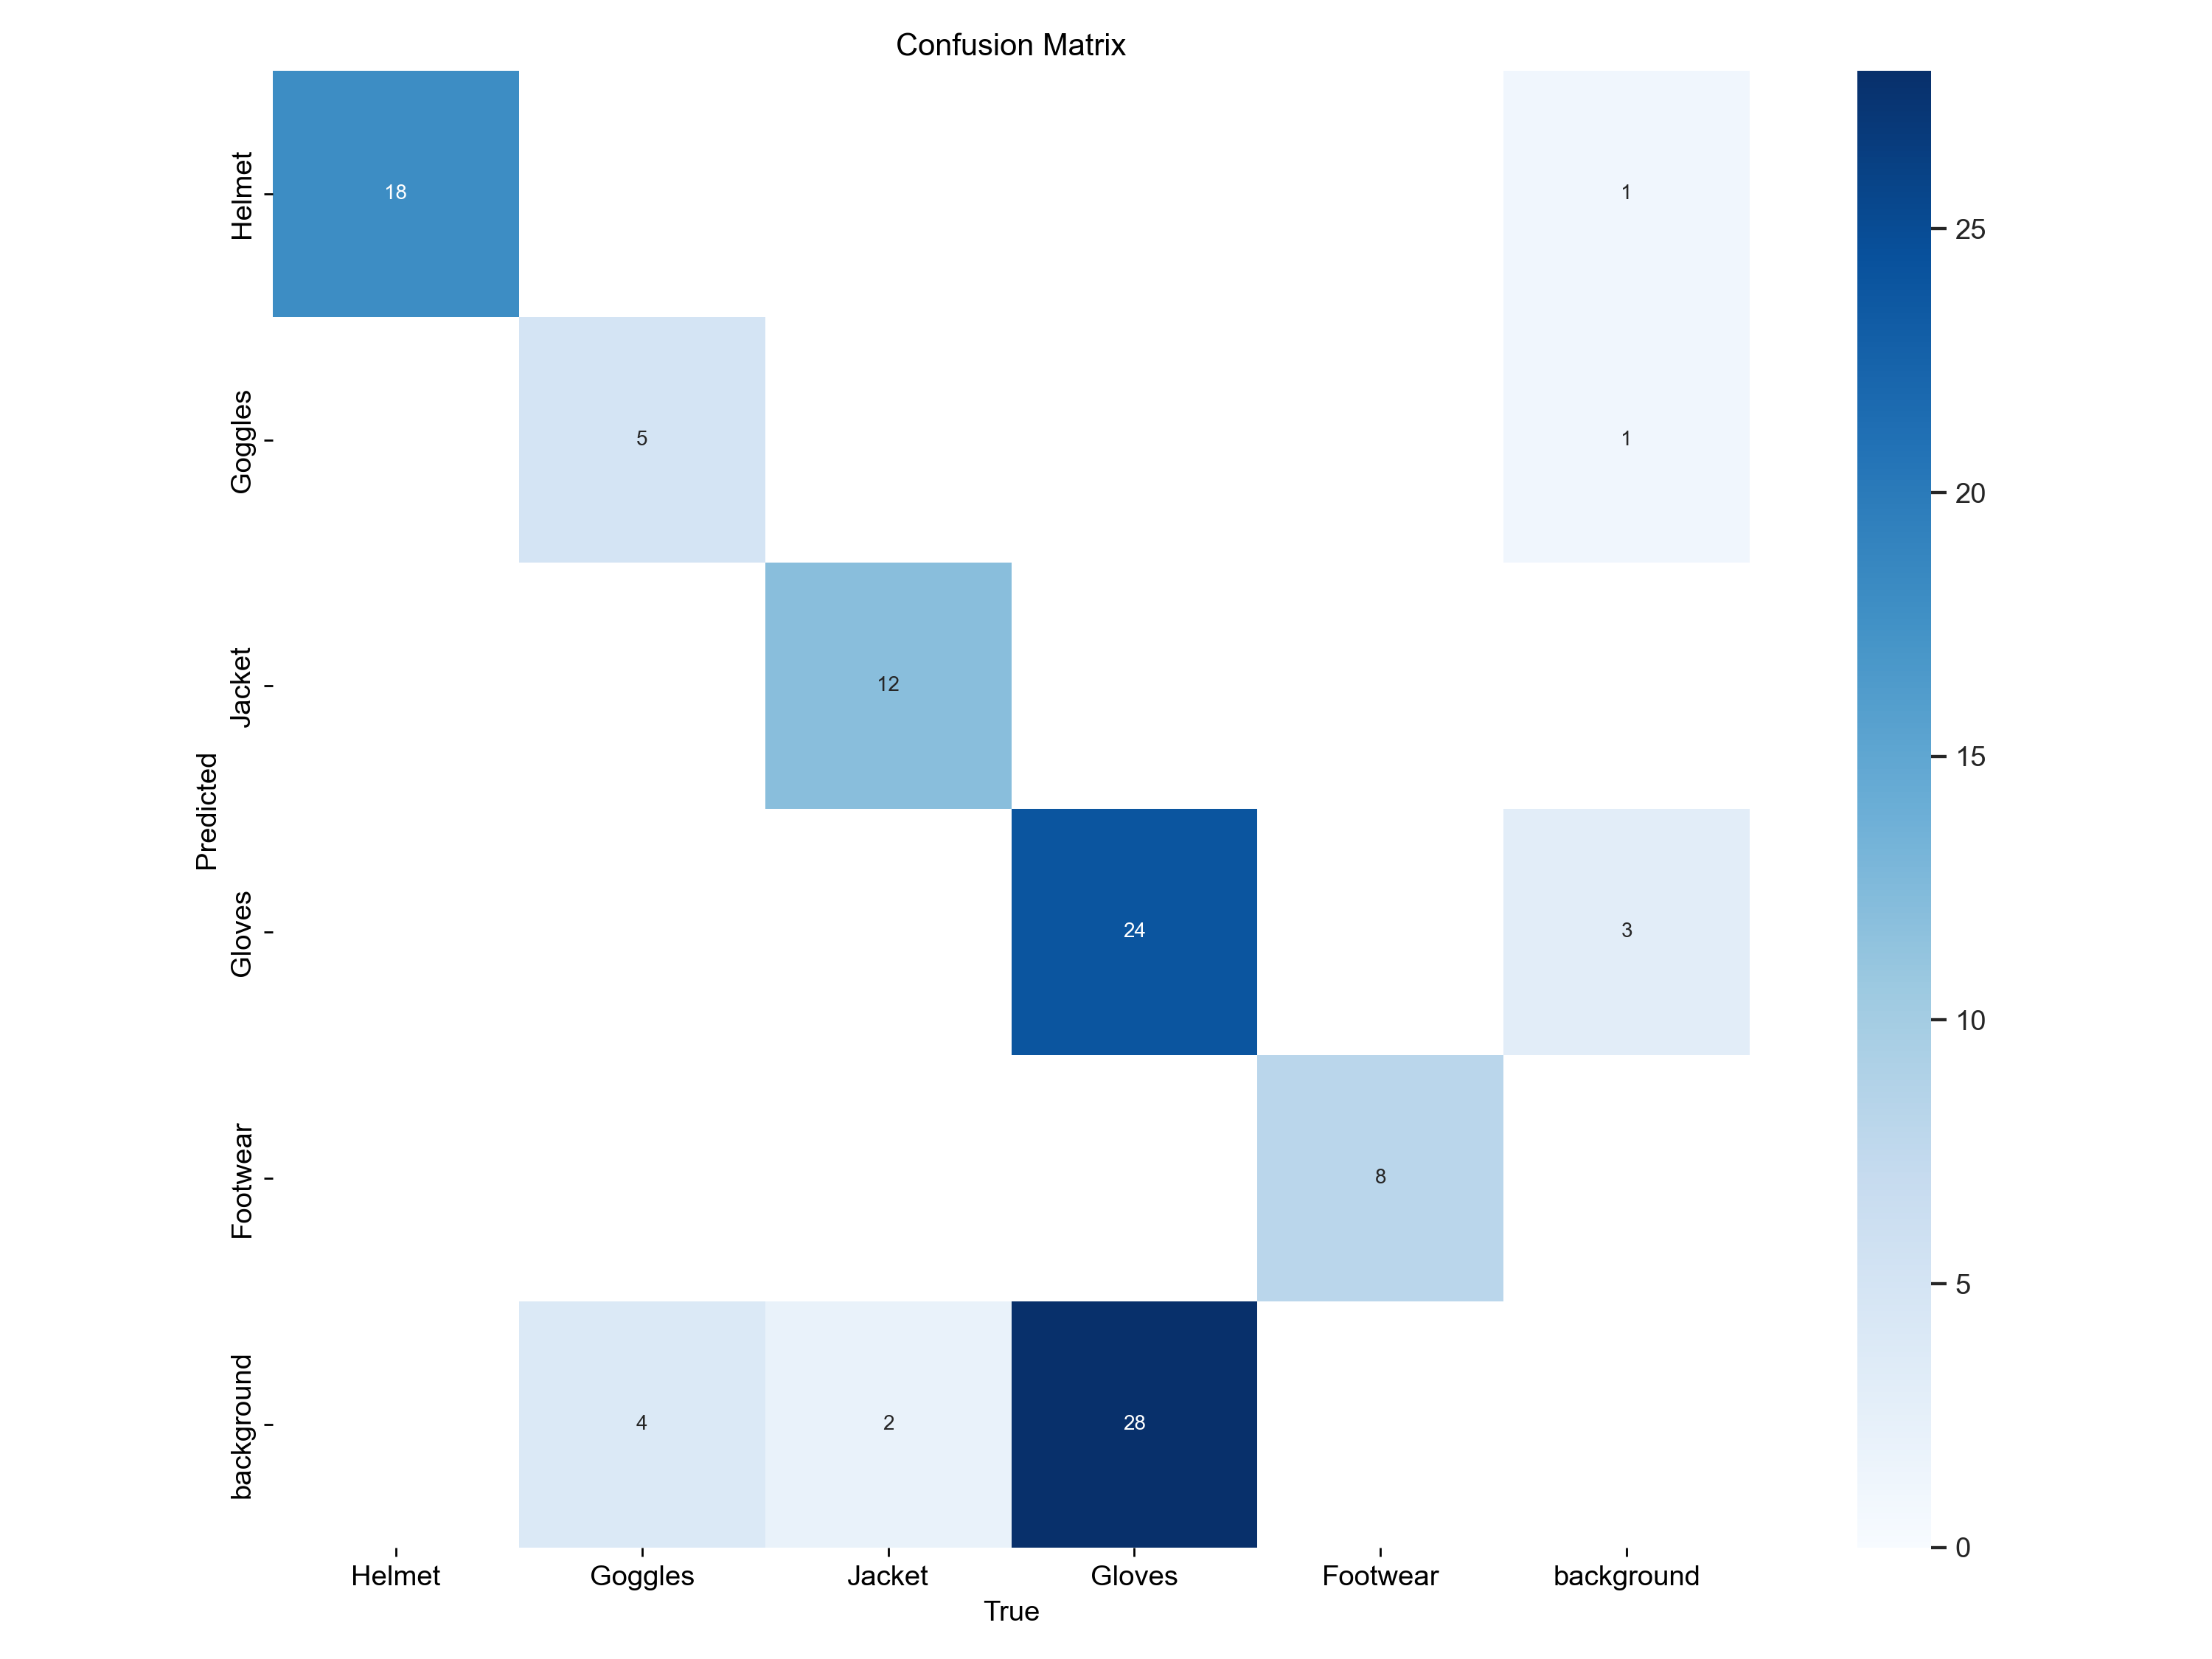 Confusion Matrix
Helmet
18
1
25
Goggles
5
1
20
Jacket
12
15
Predicted
Gloves
24
3
10
Footwear
8
5
background
4
2
28
0
Helmet
Goggles
Jacket
Gloves
Footwear
background
True